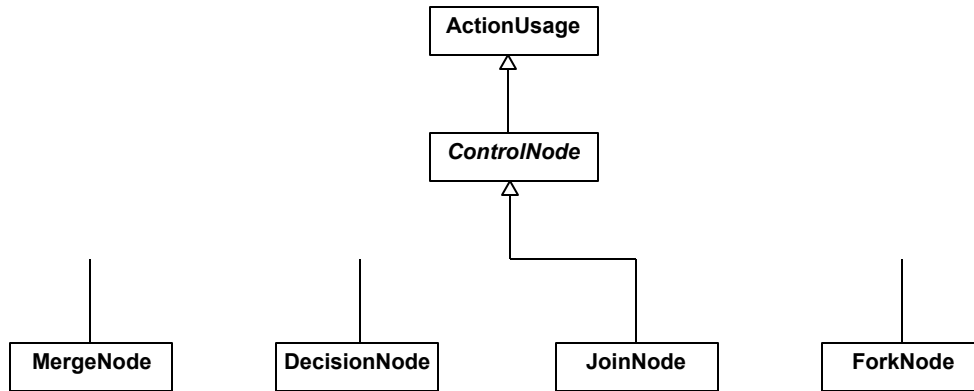 ActionUsage
ControlNode
MergeNode
DecisionNode
JoinNode
ForkNode